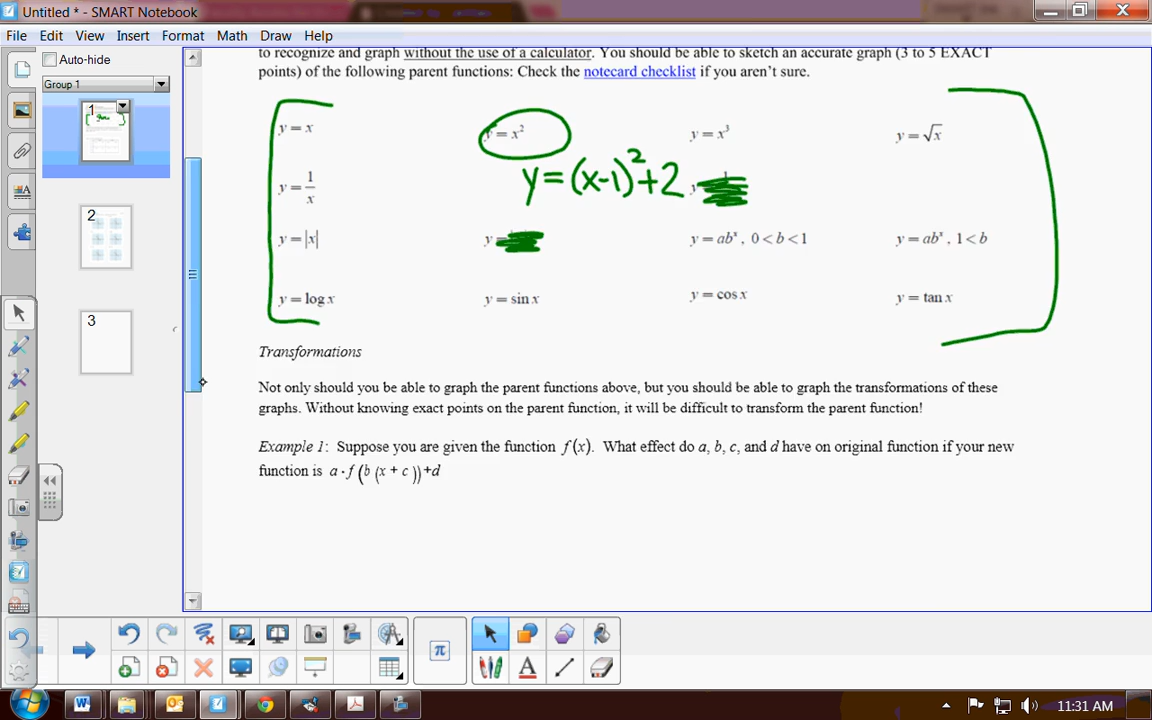 Untitled * - SMART Notebook
File Edit View Insert Format Math Draw Help
Auto-hide
Group 1
1
2
3
to recognize and graph without the use of a calculator. You should be able to sketch an accurate graph (3 to 5 EXACT
points) of the following parent functions: Check the notecard checklist if you aren't sure.
y = x y = x² y = x³ y = √x
y = (x-1)² + 2
y = 1/x
y = |x| y = abˣ, 0 < b < 1 y = abˣ, 1 < b
y = log x y = sin x y = cos x y = tan x
Transformations
Not only should you be able to graph the parent functions above, but you should be able to graph the transformations of these
graphs. Without knowing exact points on the parent function, it will be difficult to transform the parent function!
Example 1: Suppose you are given the function f(x). What effect do a, b, c, and d have on original function if your new
function is a · f (b (x + c )) +d
π
A
W
11:31 AM